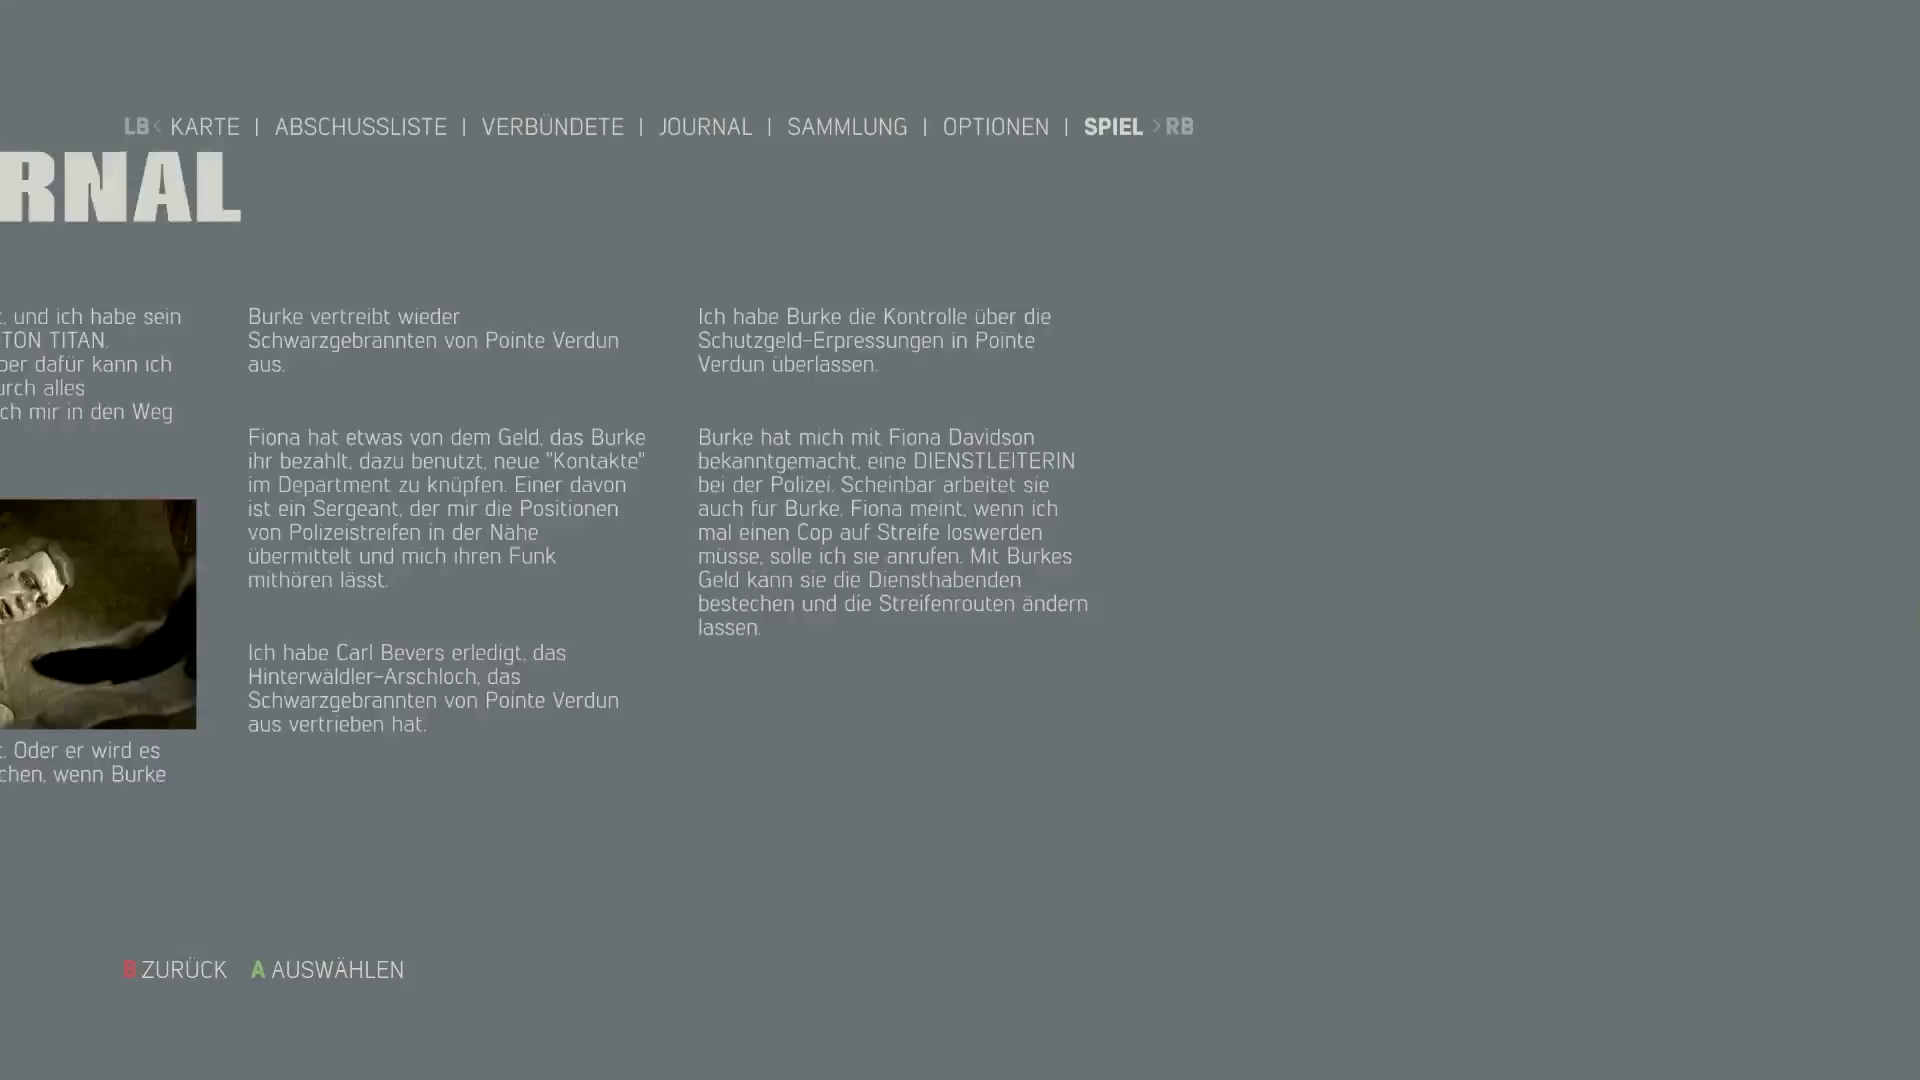 LB< KARTE | ABSCHUSSLISTE | VERBÜNDETE | JOURNAL | SAMMLUNG | OPTIONEN | SPIEL >RB
RNAL
, und ich habe sein
TON TITAN.
ber dafür kann ich
urch alles
ch mir in den Weg
t. Oder er wird es
chen, wenn Burke
Burke vertreibt wieder
Schwarzgebrannten von Pointe Verdun
aus.
Fiona hat etwas von dem Geld, das Burke
ihr bezahlt, dazu benutzt, neue "Kontakte"
im Department zu knüpfen. Einer davon
ist ein Sergeant, der mir die Positionen
von Polizeistreifen in der Nähe
übermittelt und mich ihren Funk
mithören lässt.
Ich habe Carl Bevers erledigt, das
Hinterwäldler-Arschloch, das
Schwarzgebrannten von Pointe Verdun
aus vertrieben hat.
Ich habe Burke die Kontrolle über die
Schutzgeld-Erpressungen in Pointe
Verdun überlassen.
Burke hat mich mit Fiona Davidson
bekanntgemacht, eine DIENSTLEITERIN
bei der Polizei. Scheinbar arbeitet sie
auch für Burke. Fiona meint, wenn ich
mal einen Cop auf Streife loswerden
müsse, solle ich sie anrufen. Mit Burkes
Geld kann sie die Diensthabenden
bestechen und die Streifenrouten ändern
lassen.
B ZURÜCK A AUSWÄHLEN